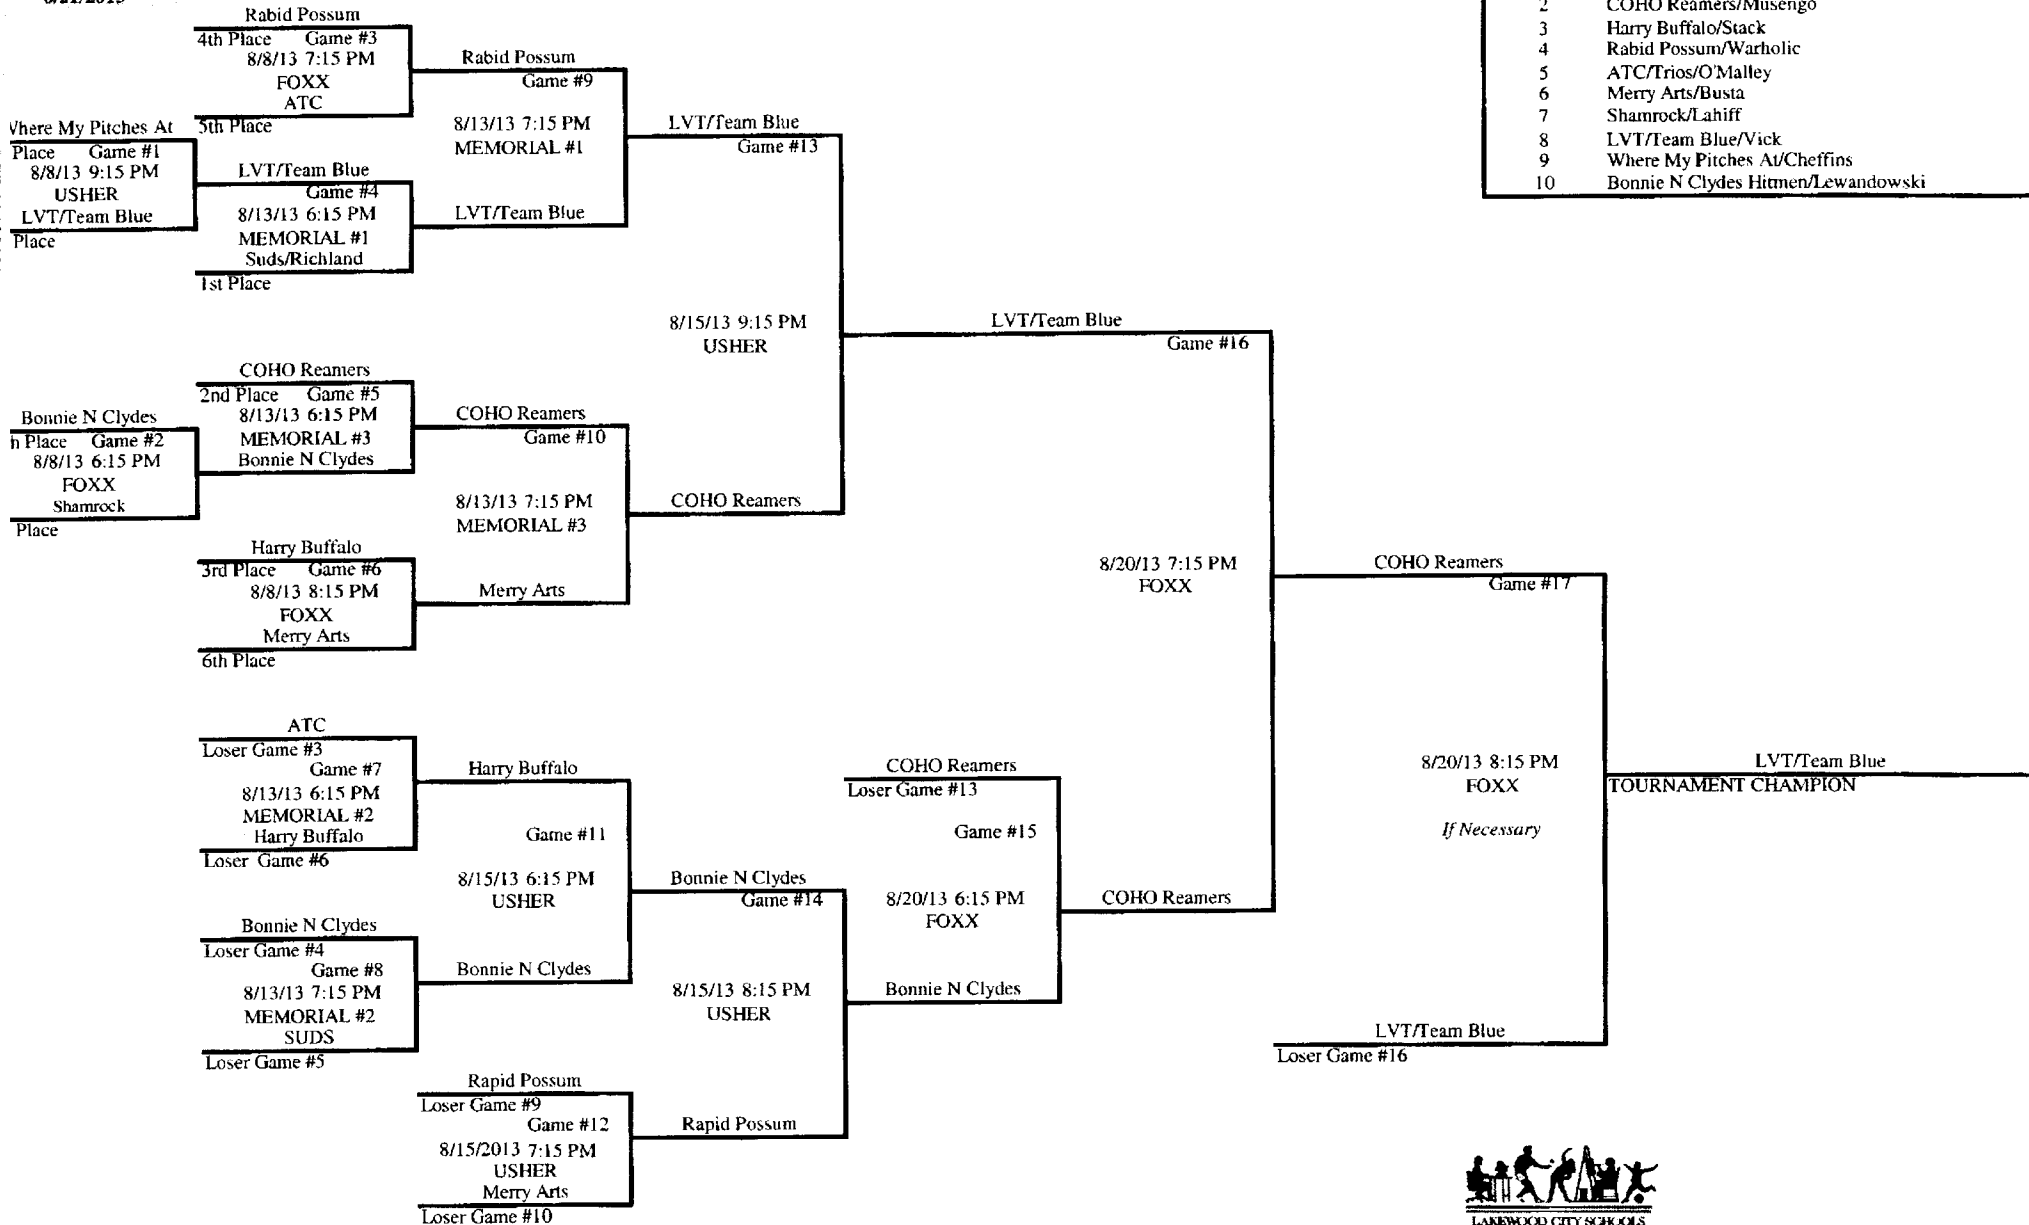 Rabid Possum
4th Place Game #3
8/8/13 7:15 PM
FOXX
ATC
5th Place
Where My Pitches At
Place Game #1
8/8/13 9:15 PM
USHER
LVT/Team Blue
Place
LVT/Team Blue
Game #4
8/13/13 6:15 PM
MEMORIAL #1
Suds/Richland
1st Place
Rabid Possum
Game #9
8/13/13 7:15 PM
MEMORIAL #1
LVT/Team Blue
LVT/Team Blue
Game #13
8/15/13 9:15 PM
USHER
COHO Reamers
2nd Place Game #5
8/13/13 6:15 PM
MEMORIAL #3
Bonnie N Clydes
Bonnie N Clydes
h Place Game #2
8/8/13 6:15 PM
FOXX
Shamrock
Place
COHO Reamers
Game #10
8/13/13 7:15 PM
MEMORIAL #3
Merry Arts
COHO Reamers
Harry Buffalo
3rd Place Game #6
8/8/13 8:15 PM
FOXX
Merry Arts
6th Place
LVT/Team Blue
Game #16
8/20/13 7:15 PM
FOXX
COHO Reamers
Game #17
8/20/13 8:15 PM
FOXX
If Necessary
LVT/Team Blue
TOURNAMENT CHAMPION
LVT/Team Blue
Loser Game #16
ATC
Loser Game #3
Game #7
8/13/13 6:15 PM
MEMORIAL #2
Harry Buffalo
Loser Game #6
Harry Buffalo
Game #11
8/15/13 6:15 PM
USHER
Bonnie N Clydes
Bonnie N Clydes
Loser Game #4
Game #8
8/13/13 7:15 PM
MEMORIAL #2
SUDS
Loser Game #5
Bonnie N Clydes
Game #14
8/15/13 8:15 PM
USHER
Rapid Possum
Rapid Possum
Loser Game #9
Game #12
8/15/2013 7:15 PM
USHER
Merry Arts
Loser Game #10
COHO Reamers
Loser Game #13
Game #15
8/20/13 6:15 PM
FOXX
Bonnie N Clydes
COHO Reamers
2 COHO Reamers/Musengo
3 Harry Buffalo/Stack
4 Rabid Possum/Warholic
5 ATC/Trios/O'Malley
6 Merry Arts/Busta
7 Shamrock/Lahiff
8 LVT/Team Blue/Vick
9 Where My Pitches At/Cheffins
10 Bonnie N Clydes Hitmen/Lewandowski
LAKEWOOD CITY SCHOOLS